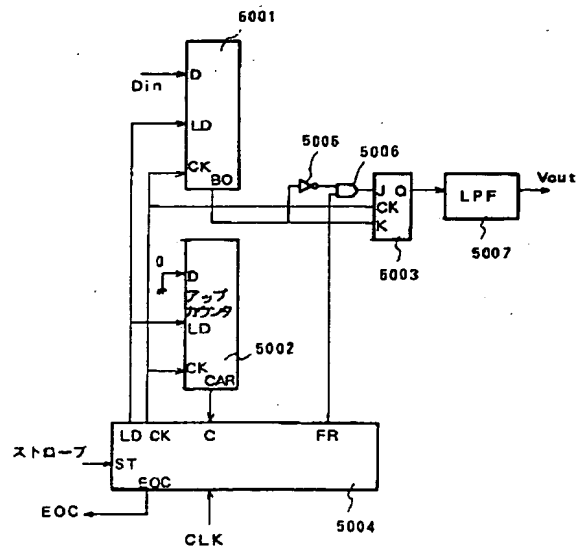 5001
D
Din
LD
CK
BO
5005
5006
J Q
CK
K
5003
LPF
5007
Vout
0
D
アップ
カウンタ
LD
CK
CAR
5002
LD CK C FR
ストローブ
ST
EOC
EOC
CLK
5004